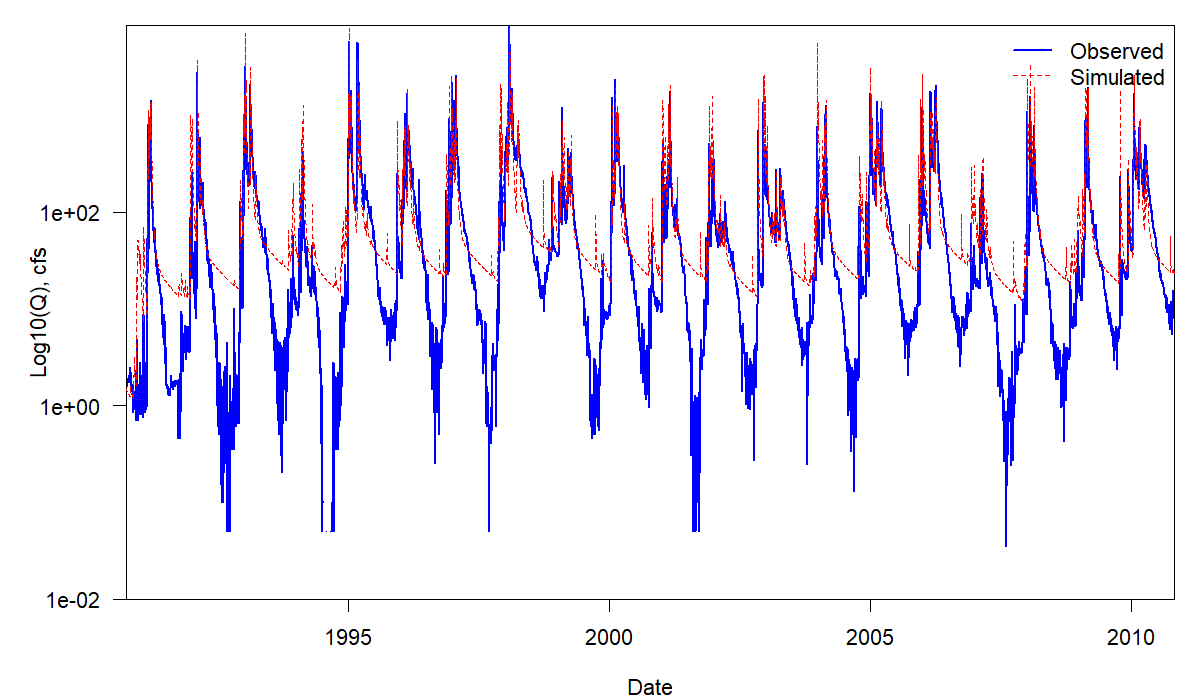 Observed
Simulated
Log10(Q), cfs
1e+02
1e+00
1e-02
1995
2000
2005
2010
Date